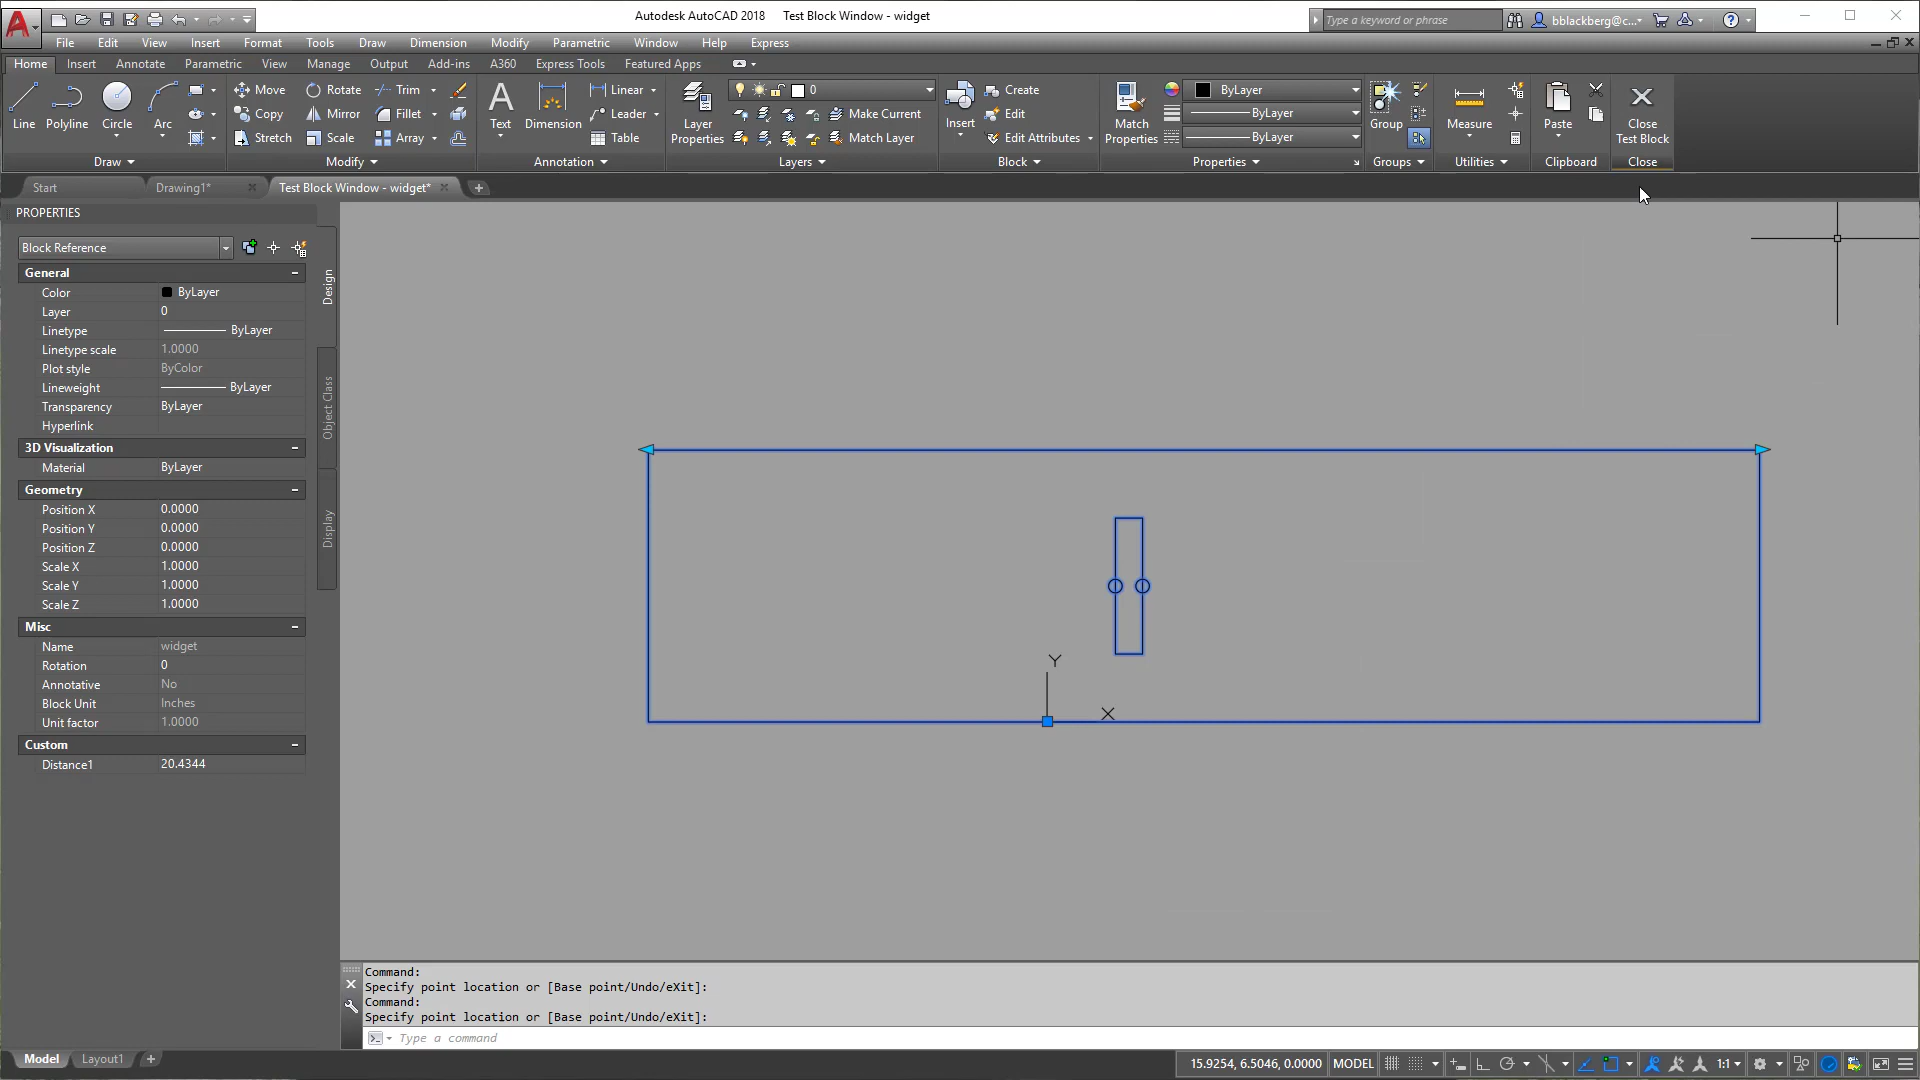 Autodesk AutoCAD 2018 Test Block Window - widget
Type a keyword or phrase
bblackberg@c...
File Edit View Insert Format Tools Draw Dimension Modify Parametric Window Help Express
Home Insert Annotate Parametric View Manage Output Add-ins A360 Express Tools Featured Apps
Line Polyline Circle Arc
Draw
Move Rotate Trim
Copy Mirror Fillet
Stretch Scale Array
Modify
Text Dimension
Linear
Leader
Table
Annotation
Layer Properties
0
Make Current
Match Layer
Layers
Insert
Create
Edit
Edit Attributes
Block
Match Properties
ByLayer
ByLayer
ByLayer
Properties
Group
Groups
Measure
Utilities
Paste
Clipboard
Close Test Block
Close
Start Drawing1* Test Block Window - widget*
PROPERTIES
Block Reference
General
Color ByLayer
Layer 0
Linetype ByLayer
Linetype scale 1.0000
Plot style ByColor
Lineweight ByLayer
Transparency ByLayer
Hyperlink
3D Visualization
Material ByLayer
Geometry
Position X 0.0000
Position Y 0.0000
Position Z 0.0000
Scale X 1.0000
Scale Y 1.0000
Scale Z 1.0000
Misc
Name widget
Rotation 0
Annotative No
Block Unit Inches
Unit factor 1.0000
Custom
Distance1 20.4344
Design
Object Class
Display
Y
X
Command:
Specify point location or [Base point/Undo/eXit]:
Command:
Specify point location or [Base point/Undo/eXit]:
Type a command
Model Layout1
15.9254, 6.5046, 0.0000 MODEL 1:1